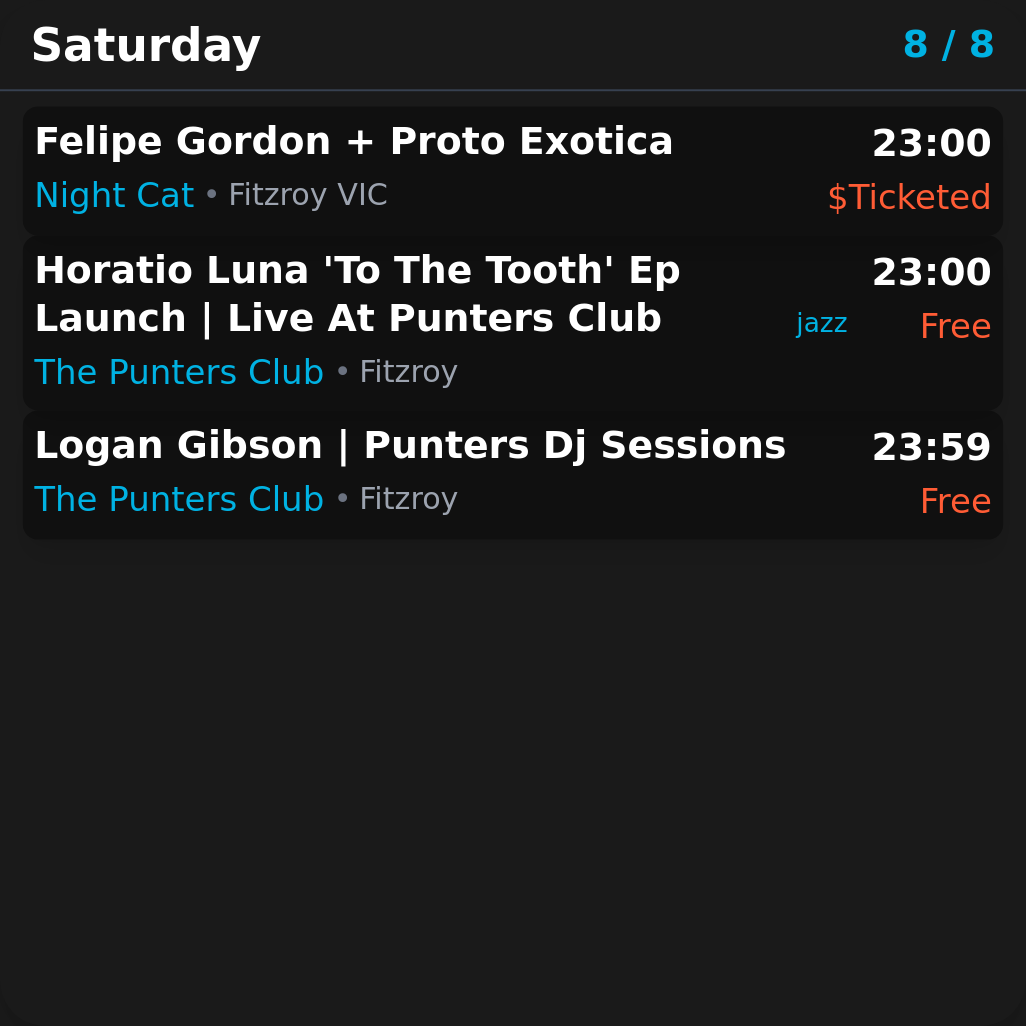 Saturday
8 / 8
Felipe Gordon + Proto Exotica
23:00
Night Cat • Fitzroy VIC
$Ticketed
Horatio Luna 'To The Tooth' Ep
Launch | Live At Punters Club
23:00
jazz
Free
The Punters Club • Fitzroy
Logan Gibson | Punters Dj Sessions
23:59
The Punters Club • Fitzroy
Free